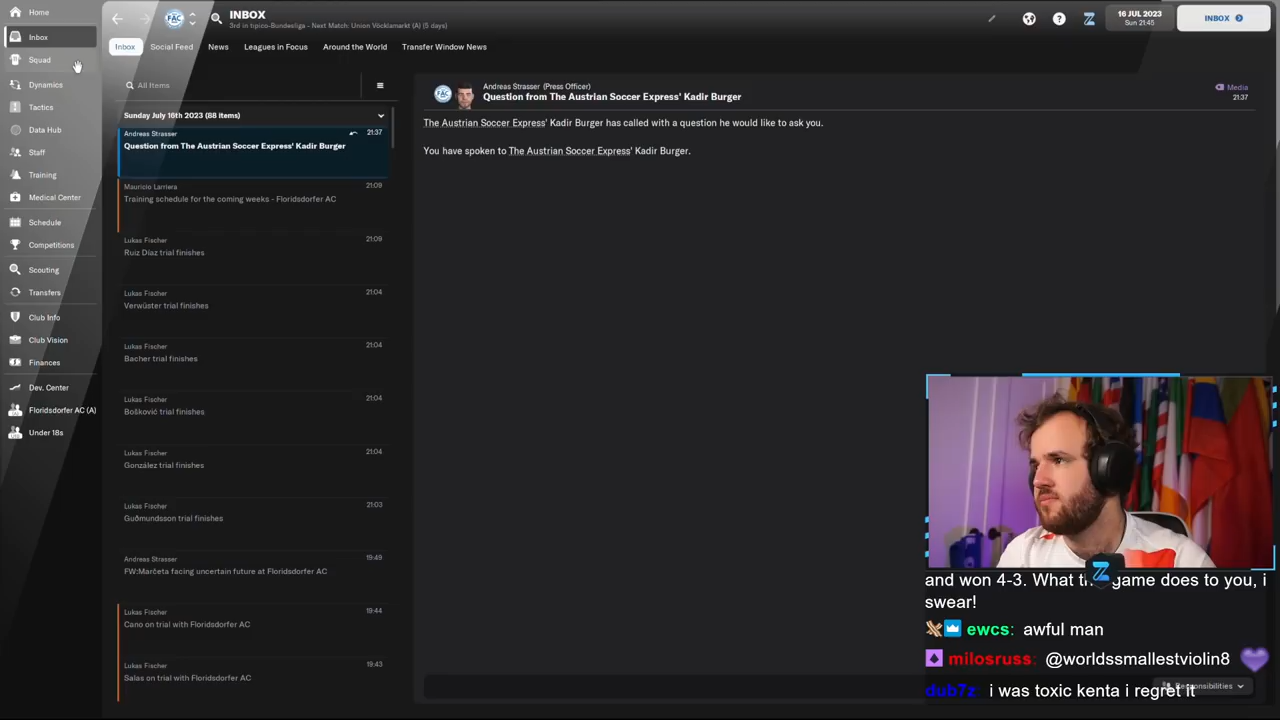 Home
Inbox
Squad
Dynamics
Tactics
Data Hub
Staff
Training
Medical Center
Schedule
Competitions
Scouting
Transfers
Club Info
Club Vision
Finances
Dev. Center
Floridsdorfer AC (A)
Under 18s
FAC
INBOX
3rd in tipico-Bundesliga - Next Match: Union Vöcklamarkt (A) (5 days)
16 JUL 2023
Sun 21:45
INBOX
Inbox
Social Feed
News
Leagues in Focus
Around the World
Transfer Window News
All Items
Sunday July 16th 2023 (88 items)
Andreas Strasser
21:37
Question from The Austrian Soccer Express' Kadir Burger
Mauricio Larriera
21:09
Training schedule for the coming weeks - Floridsdorfer AC
Lukas Fischer
21:09
Ruiz Díaz trial finishes
Lukas Fischer
21:04
Verwüster trial finishes
Lukas Fischer
21:04
Bacher trial finishes
Lukas Fischer
21:04
Bošković trial finishes
Lukas Fischer
21:04
González trial finishes
Lukas Fischer
21:03
Guðmundsson trial finishes
Andreas Strasser
19:49
FW:Marčeta facing uncertain future at Floridsdorfer AC
Lukas Fischer
19:44
Cano on trial with Floridsdorfer AC
Lukas Fischer
19:43
Salas on trial with Floridsdorfer AC
Andreas Strasser (Press Officer)
Question from The Austrian Soccer Express' Kadir Burger
Media
21:37
The Austrian Soccer Express' Kadir Burger has called with a question he would like to ask you.
You have spoken to The Austrian Soccer Express' Kadir Burger.
and won 4-3. What game does to you, i
swear!
ewcs: awful man
milosruss: @worldssmallestviolin8
dub7z: i was toxic kenta i regret it
Responsibilities